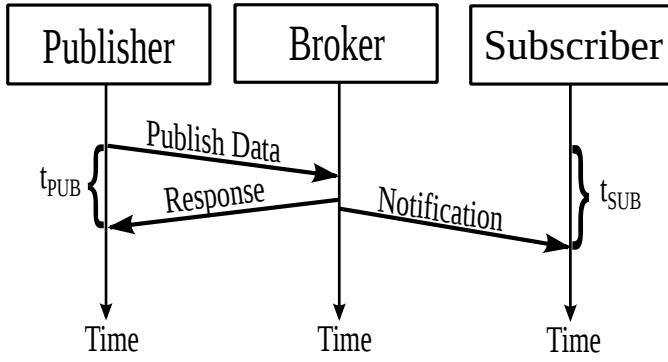 Publisher
Broker
Subscriber
Publish Data
tPUB
Response
Notification
tSUB
Time
Time
Time